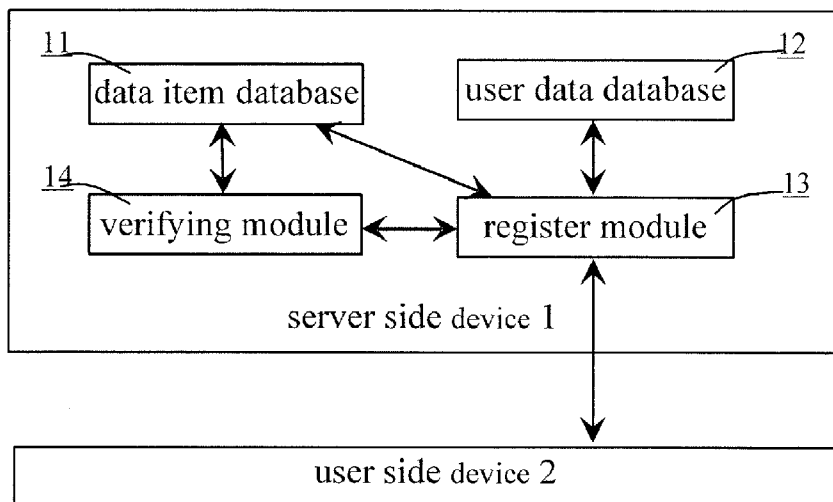 11
12
data item database
user data database
14
13
verifying module
register module
server side device 1
user side device 2